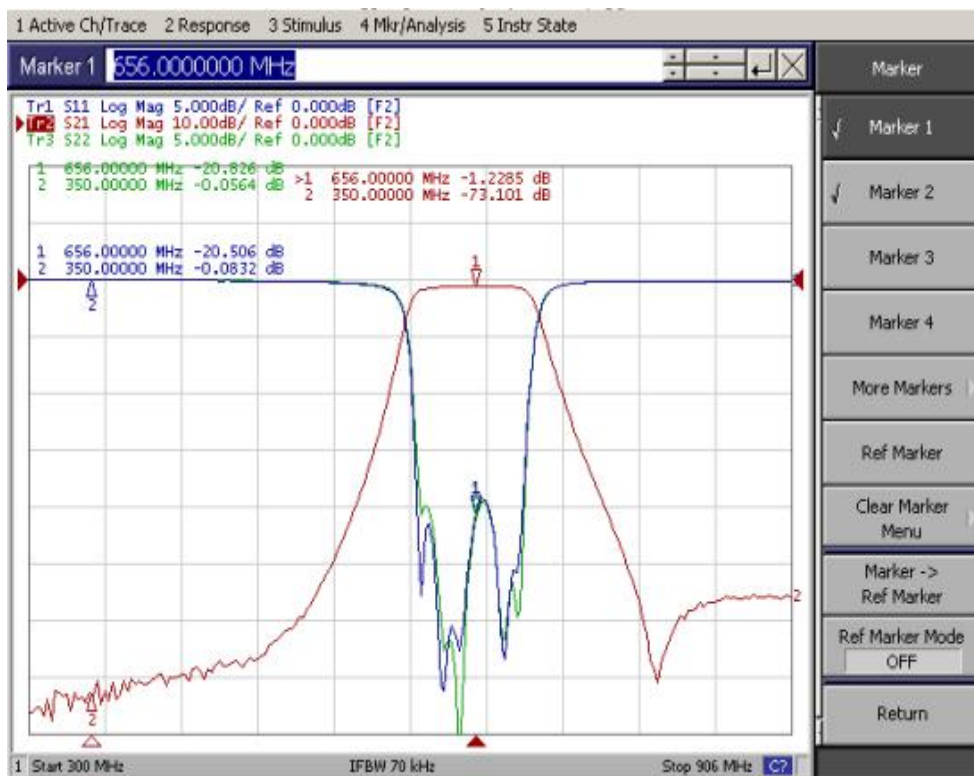 1 Active Ch/Trace 2 Response 3 Stimulus 4 Mkr/Analysis 5 Instr State
Marker 1 656.0000000 MHz
Tr1 S11 Log Mag 5.000dB/ Ref 0.000dB [F2]
Tr2 S21 Log Mag 10.00dB/ Ref 0.000dB [F2]
Tr3 S22 Log Mag 5.000dB/ Ref 0.000dB [F2]
1 656.00000 MHz -20.826 dB
2 350.00000 MHz -0.0564 dB
>1 656.00000 MHz -1.2285 dB
2 350.00000 MHz -73.101 dB
1 656.00000 MHz -20.506 dB
2 350.00000 MHz -0.0832 dB
1
2
1
2
2
1 Start 300 MHz IFBW 70 kHz Stop 906 MHz C?
Marker
√ Marker 1
√ Marker 2
Marker 3
Marker 4
More Markers
Ref Marker
Clear Marker
Menu
Marker ->
Ref Marker
Ref Marker Mode
OFF
Return